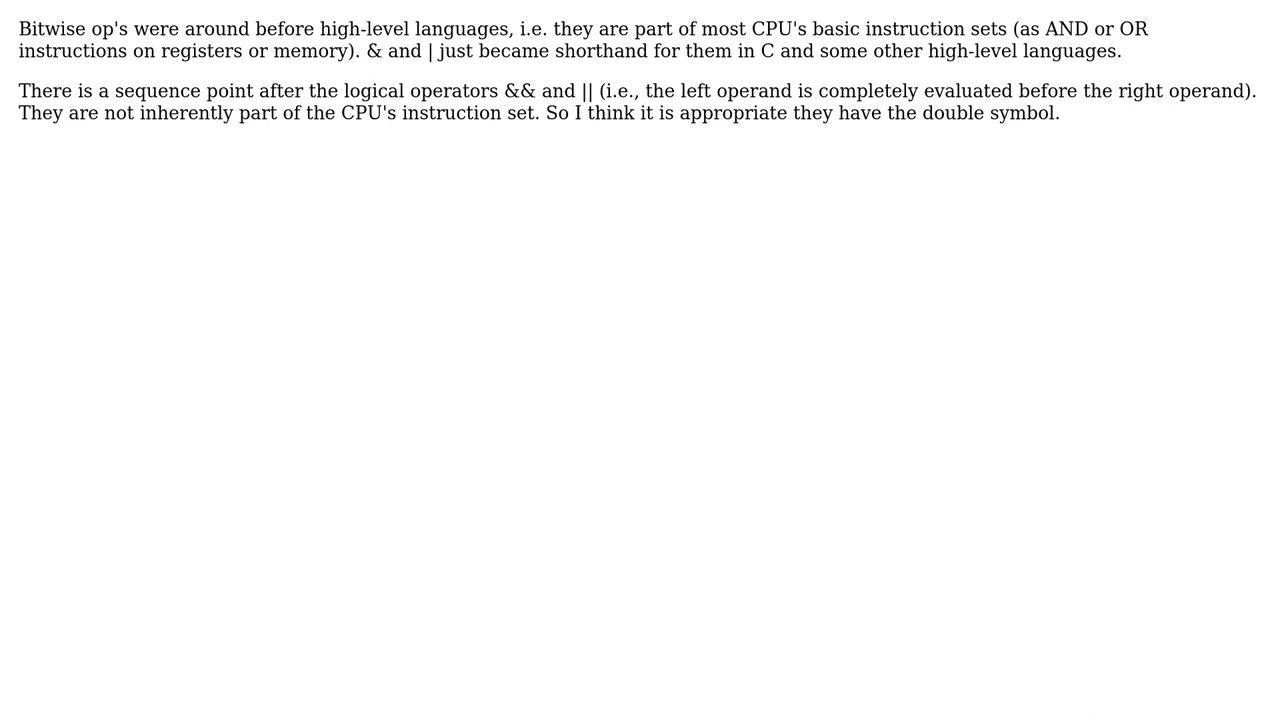 Bitwise op's were around before high-level languages, i.e. they are part of most CPU's basic instruction sets (as AND or OR
instructions on registers or memory). & and | just became shorthand for them in C and some other high-level languages.
There is a sequence point after the logical operators && and || (i.e., the left operand is completely evaluated before the right operand).
They are not inherently part of the CPU's instruction set. So I think it is appropriate they have the double symbol.